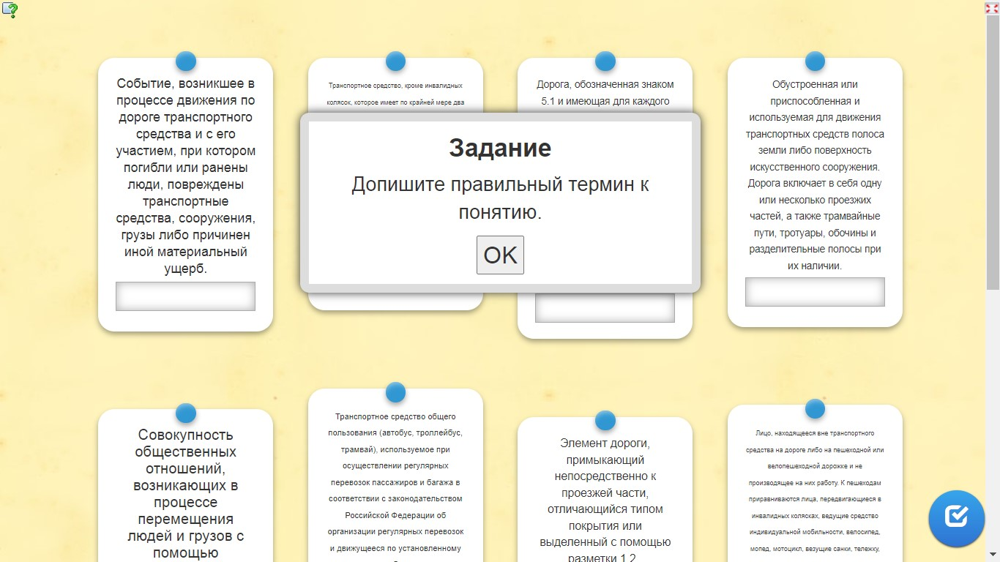 Событие, возникшее в
процессе движения по
дороге транспортного
средства и с его
участием, при котором
погибли или ранены
люди, повреждены
транспортные
средства, сооружения,
грузы либо причинен
иной материальный
ущерб.
Транспортное средство, кроме инвалидных
колясок, которое имеет по крайней мере два
Дорога, обозначенная знаком
5.1 и имеющая для каждого
Обустроенная или
приспособленная и
используемая для движения
транспортных средств полоса
земли либо поверхность
искусственного сооружения.
Дорога включает в себя одну
или несколько проезжих
частей, а также трамвайные
пути, тротуары, обочины и
разделительные полосы при
их наличии.
Задание
Допишите правильный термин к
понятию.
OK
Совокупность
общественных
отношений,
возникающих в
процессе
перемещения
людей и грузов с
помощью
Транспортное средство общего
пользования (автобус, троллейбус,
трамвай), используемое при
осуществлении регулярных
перевозок пассажиров и багажа в
соответствии с законодательством
Российской Федерации об
организации регулярных перевозок
и движущееся по установленному
Элемент дороги,
примыкающий
непосредственно к
проезжей части,
отличающийся типом
покрытия или
выделенный с помощью
разметки 1.2
Лицо, находящееся вне транспортного
средства на дороге либо на пешеходной или
велопешеходной дорожке и не
производящее на них работу. К пешеходам
приравниваются лица, передвигающиеся в
инвалидных колясках, ведущие средство
индивидуальной мобильности, велосипед,
мопед, мотоцикл, везущие санки, тележку,